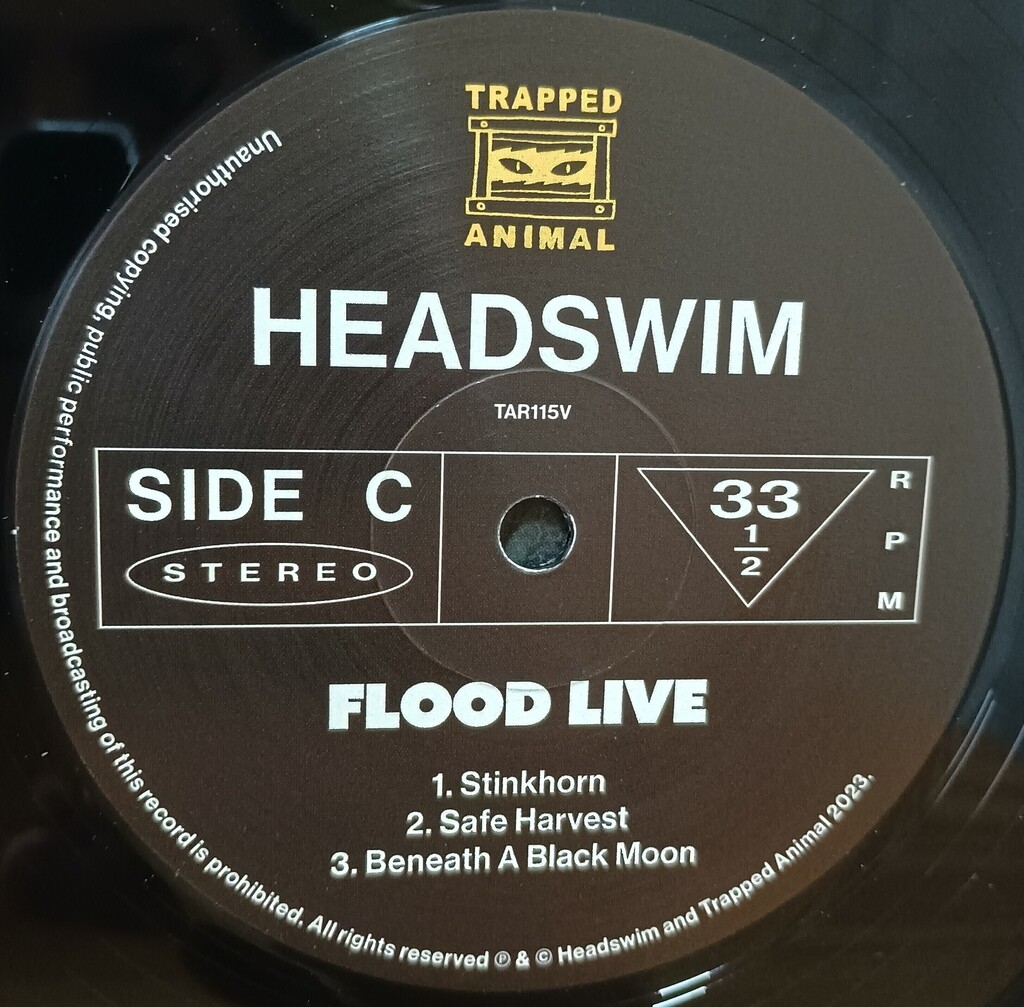 TRAPPED
ANIMAL
HEADSWIM
TAR115V
SIDE C
STEREO
33
1
2
R
P
M
FLOOD LIVE
1. Stinkhorn
2. Safe Harvest
3. Beneath A Black Moon
Unauthorised copying, public performance and broadcasting of this record is prohibited. All rights reserved ℗ & © Headswim and Trapped Animal 2023.